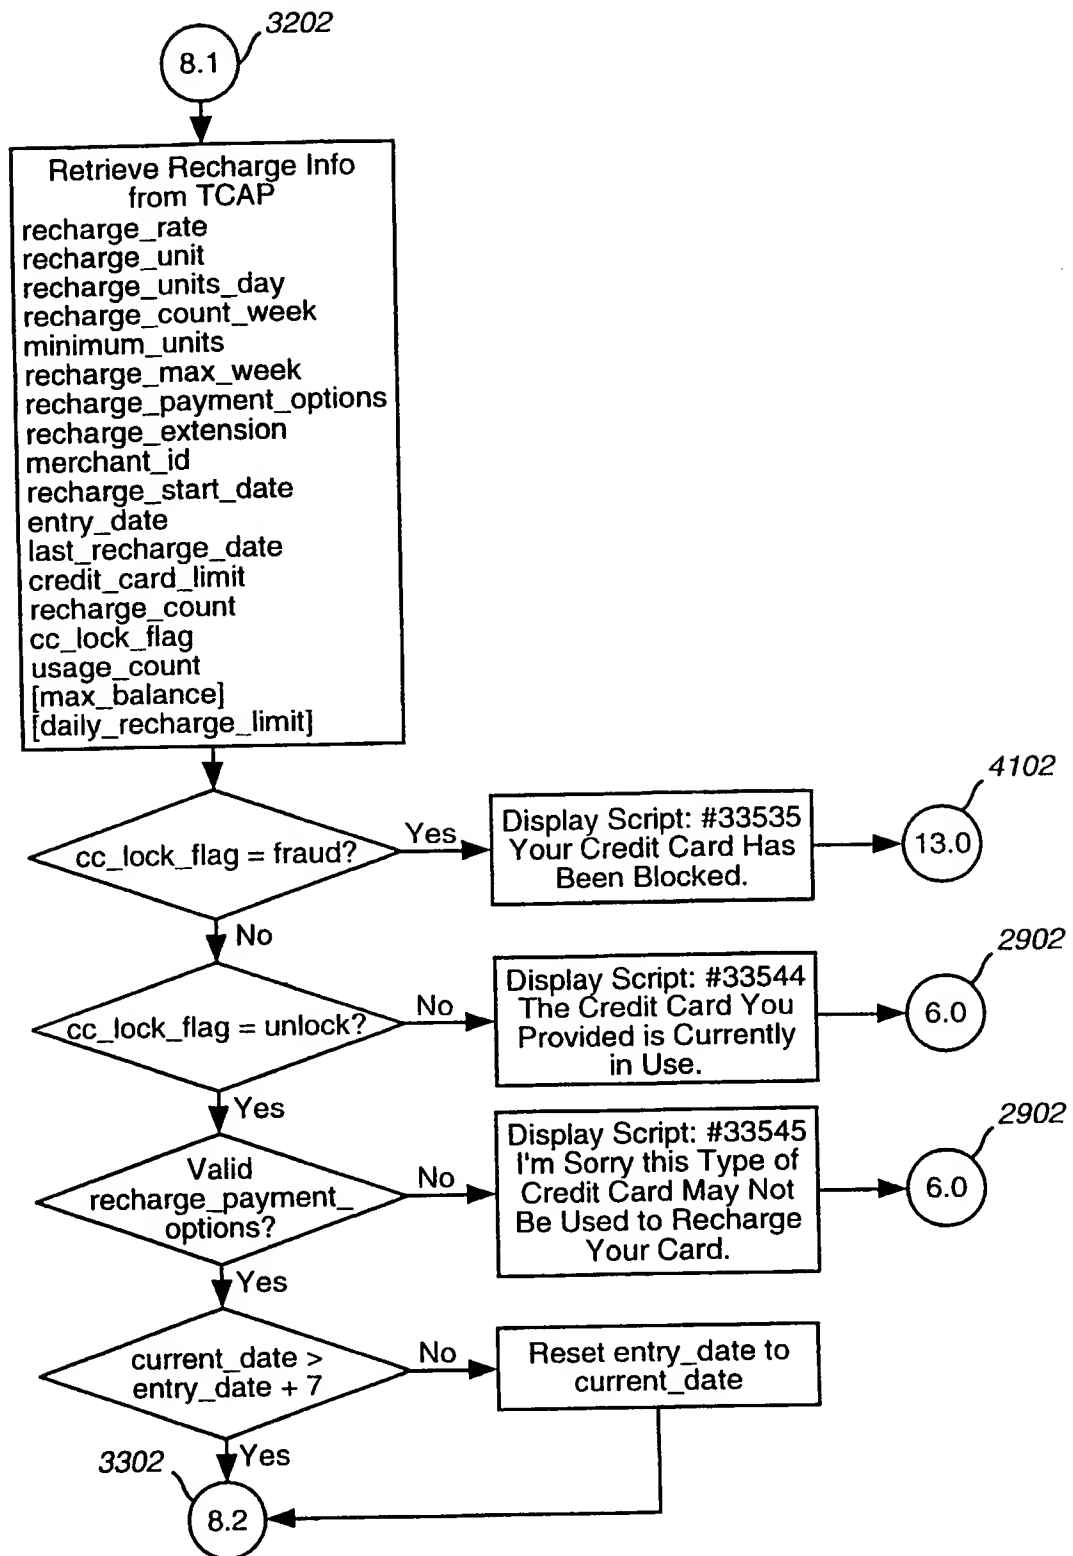 3202
8.1
Retrieve Recharge Info
from TCAP
recharge_rate
recharge_unit
recharge_units_day
recharge_count_week
minimum_units
recharge_max_week
recharge_payment_options
recharge_extension
merchant_id
recharge_start_date
entry_date
last_recharge_date
credit_card_limit
recharge_count
cc_lock_flag
usage_count
[max_balance]
[daily_recharge_limit]
cc_lock_flag = fraud?
Yes
Display Script: #33535
Your Credit Card Has
Been Blocked.
4102
13.0
No
cc_lock_flag = unlock?
No
Display Script: #33544
The Credit Card You
Provided is Currently
in Use.
2902
6.0
Yes
Valid
recharge_payment_
options?
No
Display Script: #33545
I'm Sorry this Type of
Credit Card May Not
Be Used to Recharge
Your Card.
2902
6.0
Yes
current_date >
entry_date + 7
No
Reset entry_date to
current_date
Yes
3302
8.2